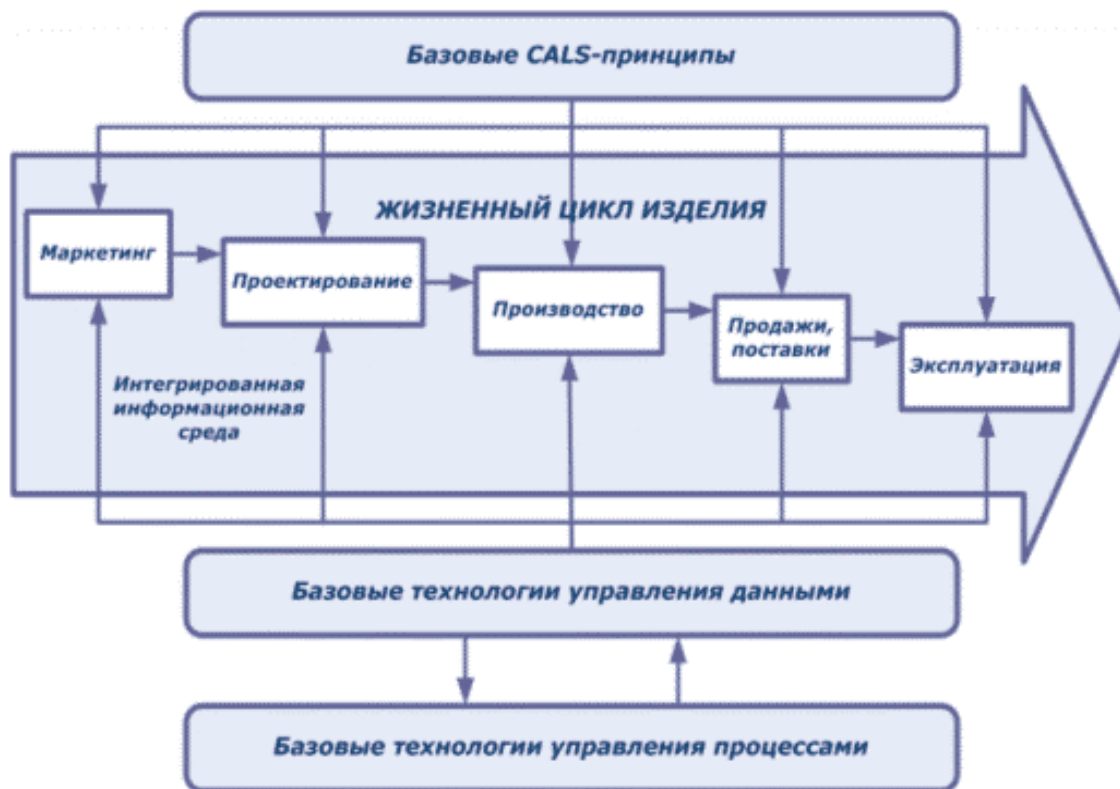 Базовые CALS-принципы
ЖИЗНЕННЫЙ ЦИКЛ ИЗДЕЛИЯ
Маркетинг
Проектирование
Производство
Продажи,
поставки
Эксплуатация
Интегрированная
информационная
среда
Базовые технологии управления данными
Базовые технологии управления процессами